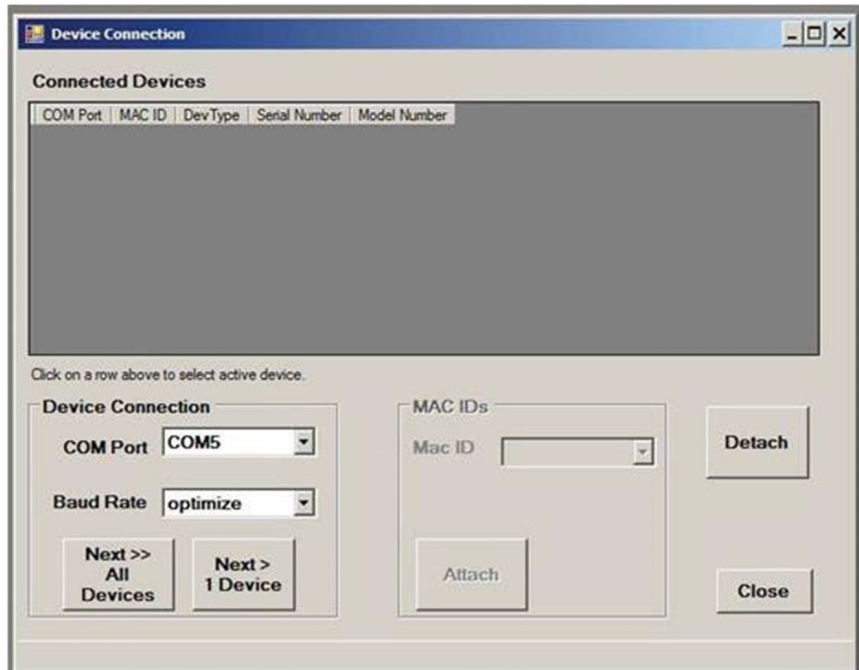 Device Connection
Connected Devices
COM Port MAC ID DevType Serial Number Model Number
Click on a row above to select active device.
Device Connection
COM Port COM5
Baud Rate optimize
Next >>
All
Devices
Next >
1 Device
MAC IDs
Mac ID
Attach
Detach
Close